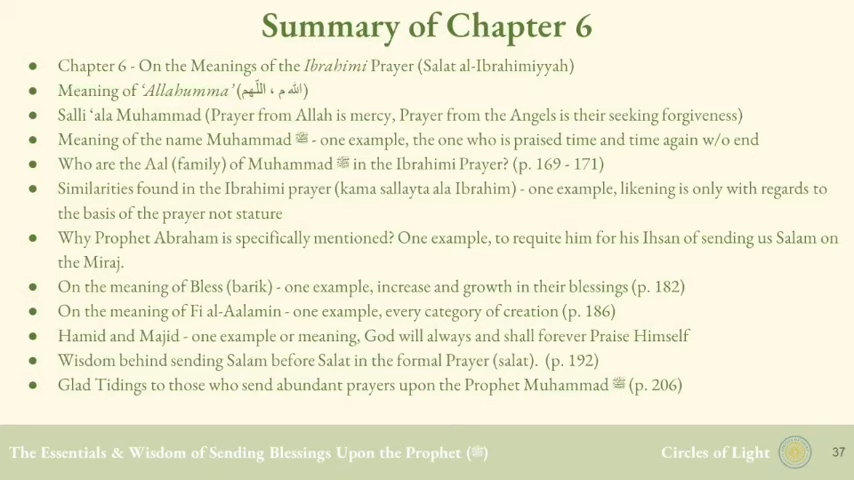 Summary of Chapter 6
● Chapter 6 - On the Meanings of the Ibrahimi Prayer (Salat al-Ibrahimiyyah)
● Meaning of ‘Allahumma’ (الله م ، اللّهم)
● Salli ‘ala Muhammad (Prayer from Allah is mercy, Prayer from the Angels is their seeking forgiveness)
● Meaning of the name Muhammad ﷺ - one example, the one who is praised time and time again w/o end
● Who are the Aal (family) of Muhammad ﷺ in the Ibrahimi Prayer? (p. 169 - 171)
● Similarities found in the Ibrahimi prayer (kama sallayta ala Ibrahim) - one example, likening is only with regards to
the basis of the prayer not stature
● Why Prophet Abraham is specifically mentioned? One example, to requite him for his Ihsan of sending us Salam on
the Miraj.
● On the meaning of Bless (barik) - one example, increase and growth in their blessings (p. 182)
● On the meaning of Fi al-Aalamin - one example, every category of creation (p. 186)
● Hamid and Majid - one example or meaning, God will always and shall forever Praise Himself
● Wisdom behind sending Salam before Salat in the formal Prayer (salat). (p. 192)
● Glad Tidings to those who send abundant prayers upon the Prophet Muhammad ﷺ (p. 206)
The Essentials & Wisdom of Sending Blessings Upon the Prophet (ﷺ)
Circles of Light
37